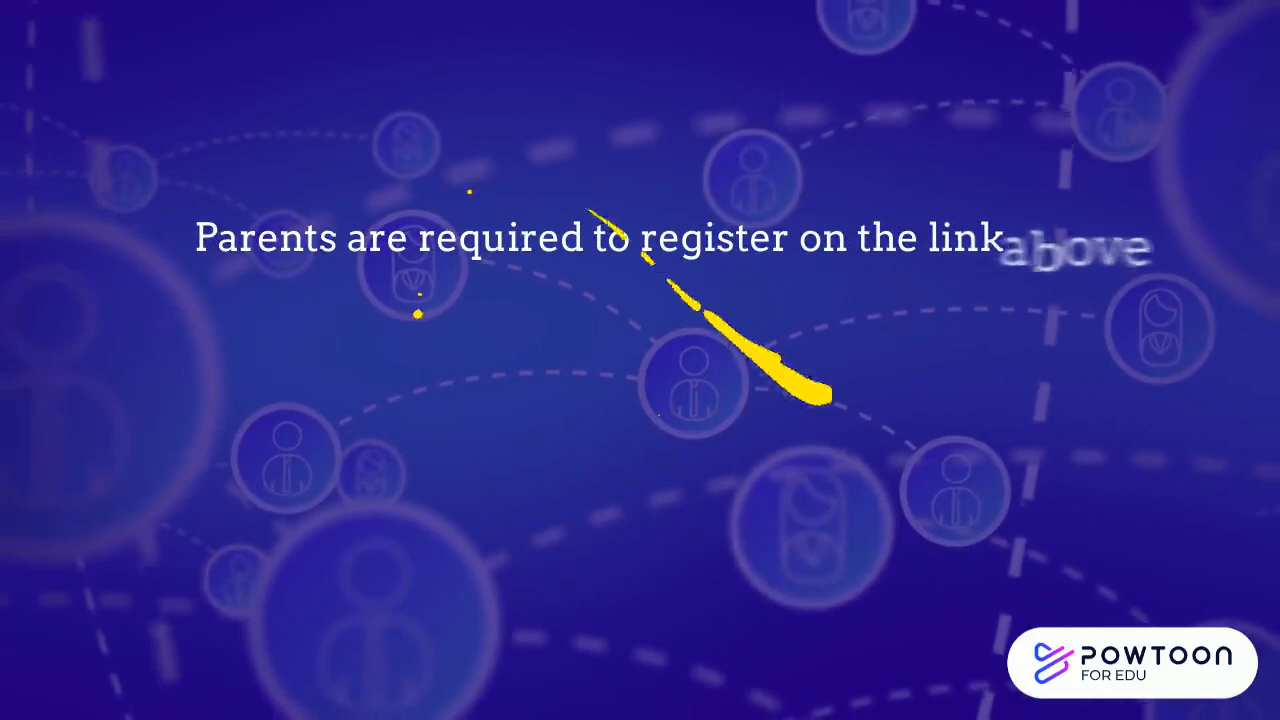 Parents are required to register on the link above
POWTOON
FOR EDU